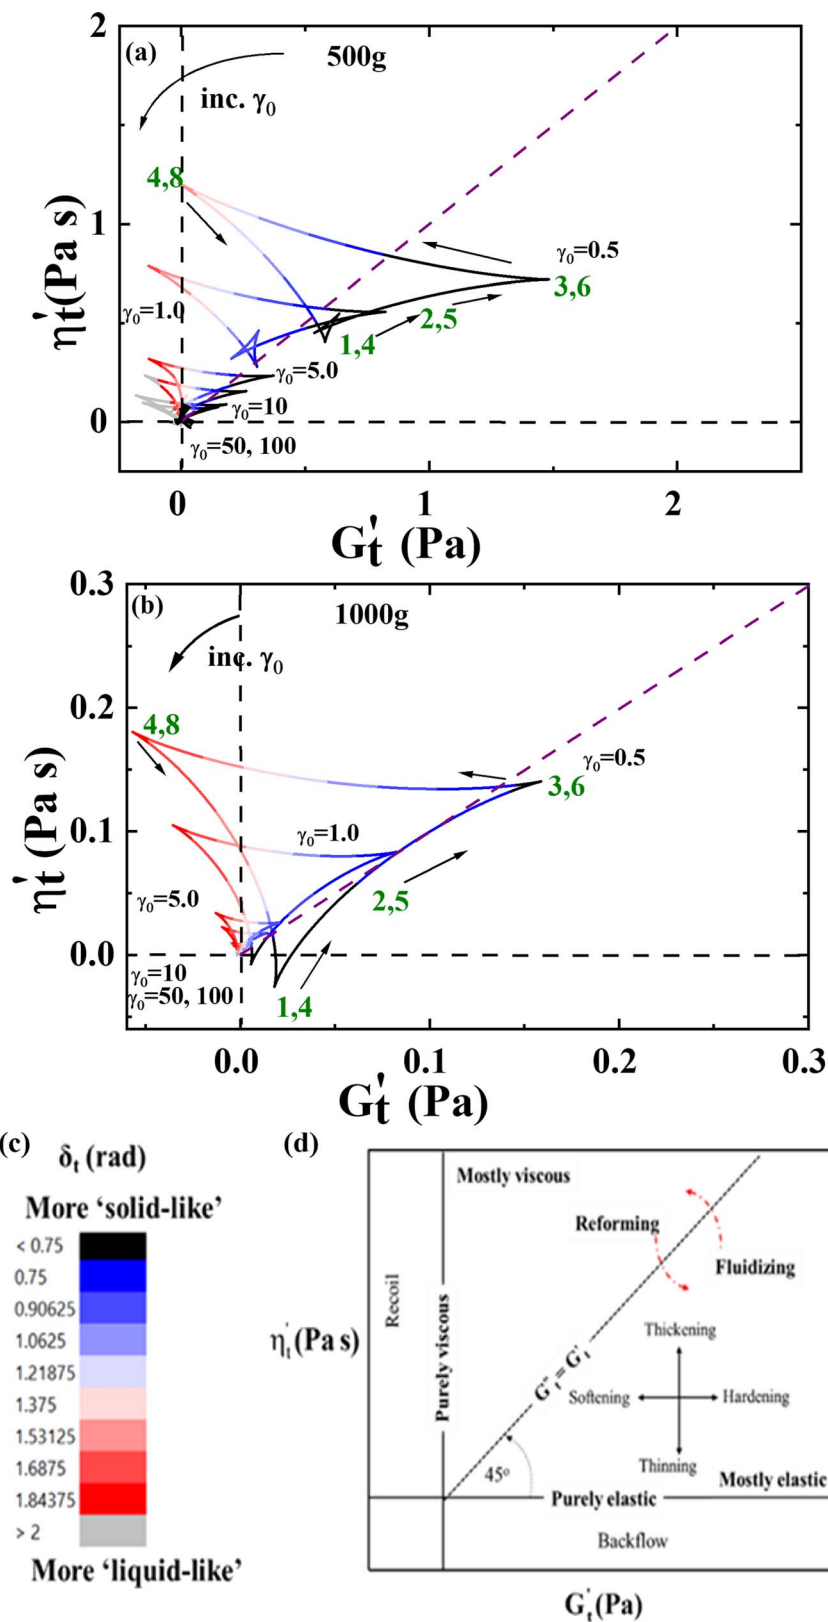 (a)
500g
inc. γ0
4,8
γ0=0.5
3,6
2,5
1,4
γ0=1.0
γ0=5.0
γ0=10
γ0=50, 100
2
1
0
η't(Pa s)
0 1 2
G't (Pa)
(b)
1000g
inc. γ0
4,8
γ0=0.5
3,6
γ0=1.0
2,5
γ0=5.0
γ0=10
γ0=50, 100
1,4
0.3
0.2
0.1
0.0
η't (Pa s)
0.0 0.1 0.2 0.3
G't (Pa)
(c)
δt (rad)
More ‘solid-like’
< 0.75
0.75
0.90625
1.0625
1.21875
1.375
1.53125
1.6875
1.84375
> 2
More ‘liquid-like’
(d)
Mostly viscous
Reforming
Fluidizing
Recoil
Purely viscous
η't(Pa s)
G''t=G't
Thickening
Softening
Hardening
Thinning
45o
Mostly elastic
Purely elastic
Backflow
G't(Pa)